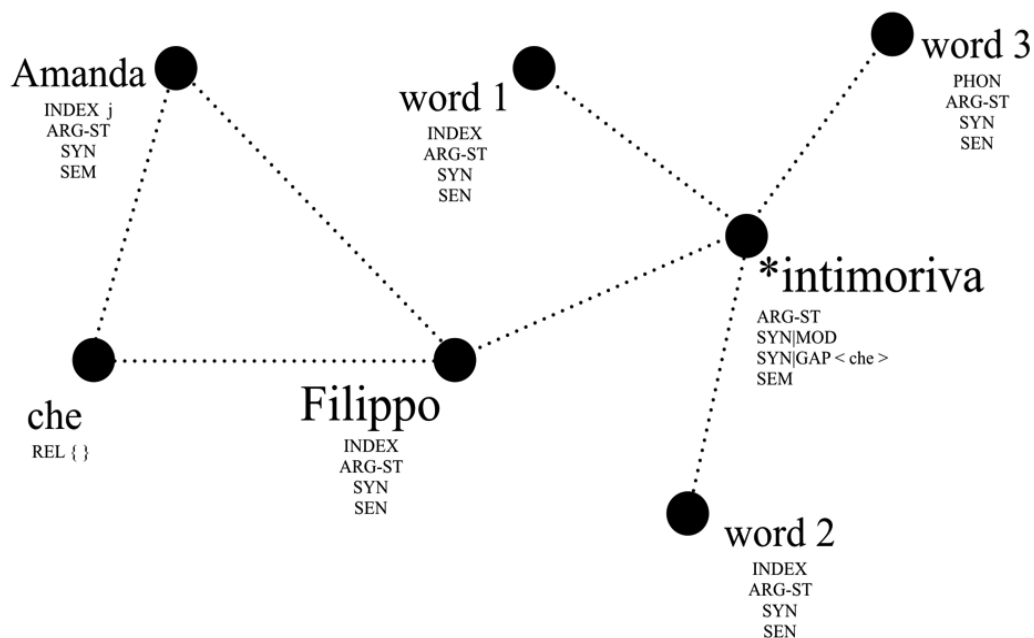 Amanda
INDEX j
ARG-ST
SYN
SEM
word 1
INDEX
ARG-ST
SYN
SEN
word 3
PHON
ARG-ST
SYN
SEN
*intimoriva
ARG-ST
SYN|MOD
SYN|GAP < che >
SEM
che
REL { }
Filippo
INDEX
ARG-ST
SYN
SEN
word 2
INDEX
ARG-ST
SYN
SEN